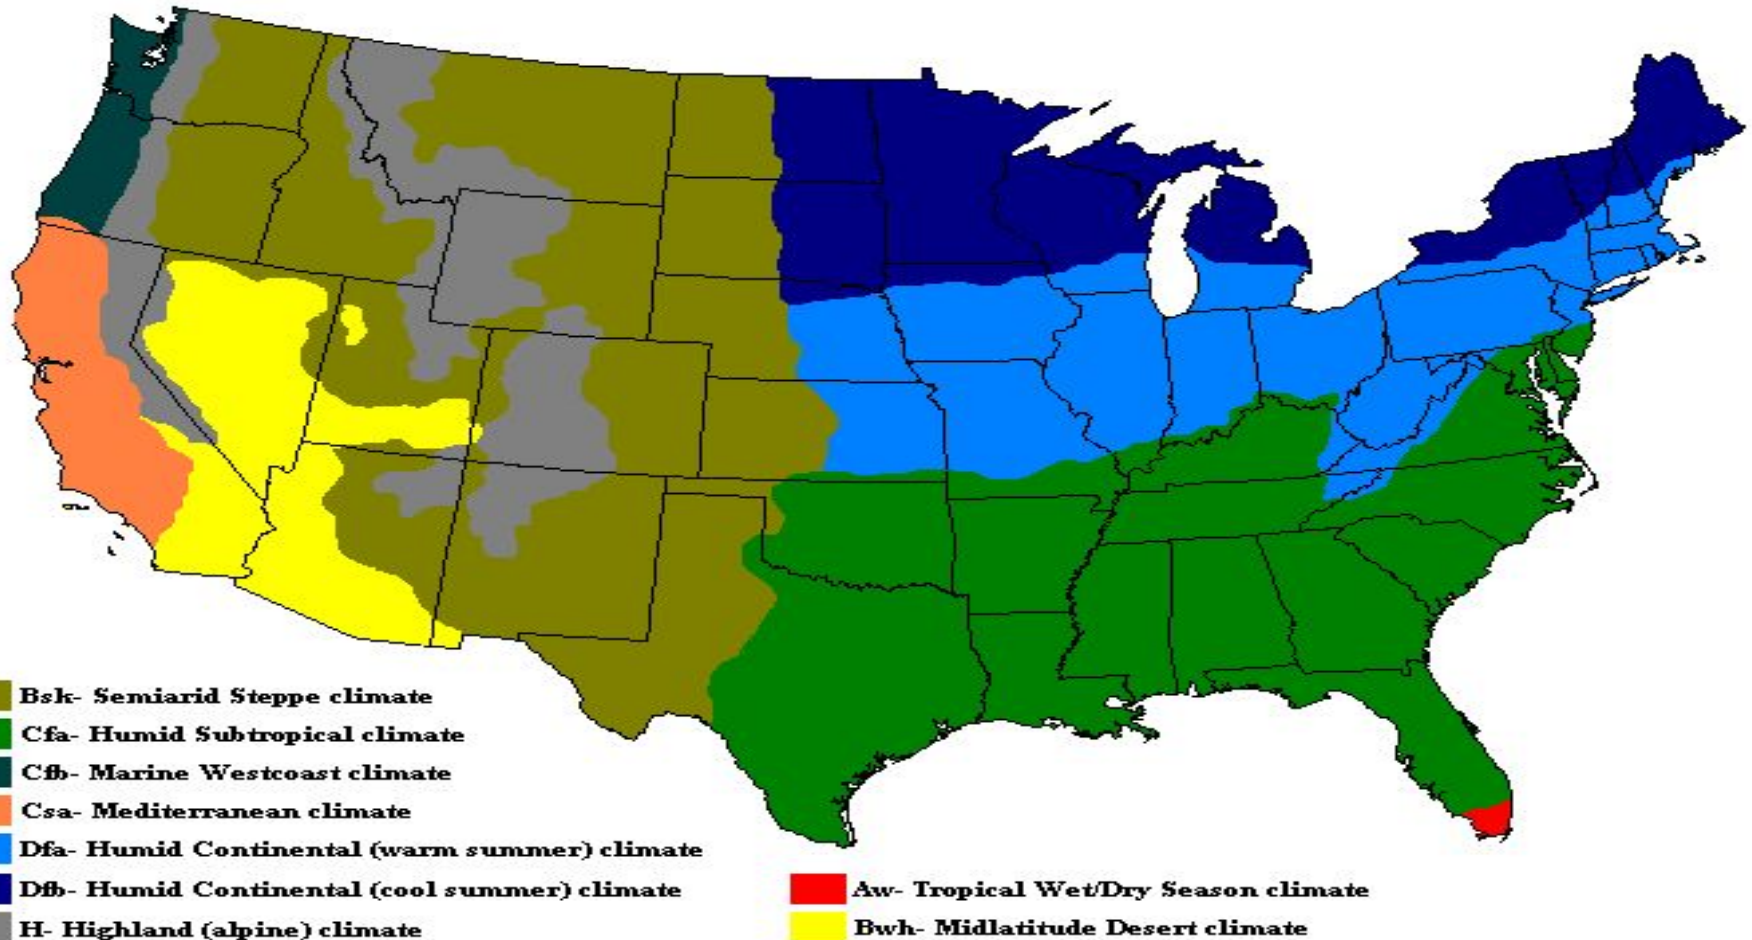 Bsk- Semiarid Steppe climate
Cfa- Humid Subtropical climate
Cfb- Marine Westcoast climate
Csa- Mediterranean climate
Dfa- Humid Continental (warm summer) climate
Dfb- Humid Continental (cool summer) climate
H- Highland (alpine) climate
Aw- Tropical Wet/Dry Season climate
Bwh- Midlatitude Desert climate